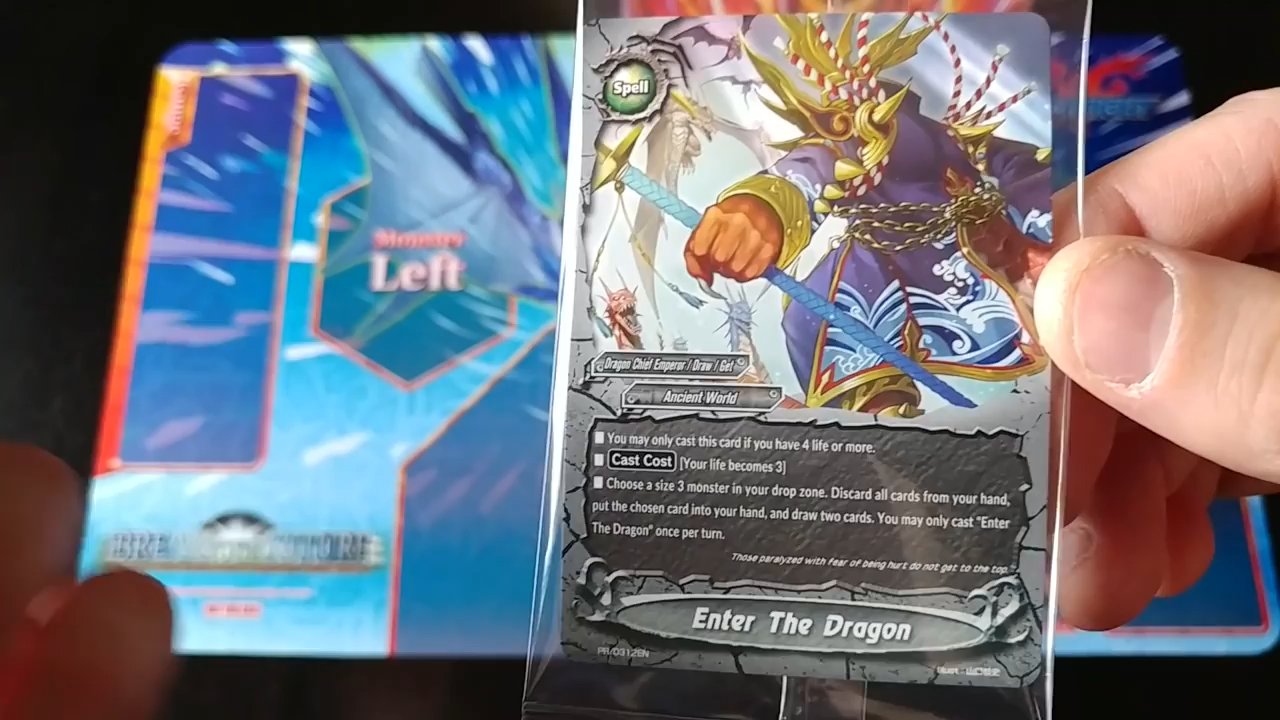 Spell
Monster
Left
Dragon Chief Emperor / Draw / Get
Ancient World
■ You may only cast this card if you have 4 life or more.
■ Cast Cost [Your life becomes 3]
■ Choose a size 3 monster in your drop zone. Discard all cards from your hand,
put the chosen card into your hand, and draw two cards. You may only cast "Enter
The Dragon" once per turn.
Those paralyzed with fear of being hurt do not get to the top.
Enter The Dragon
PR/0312EN